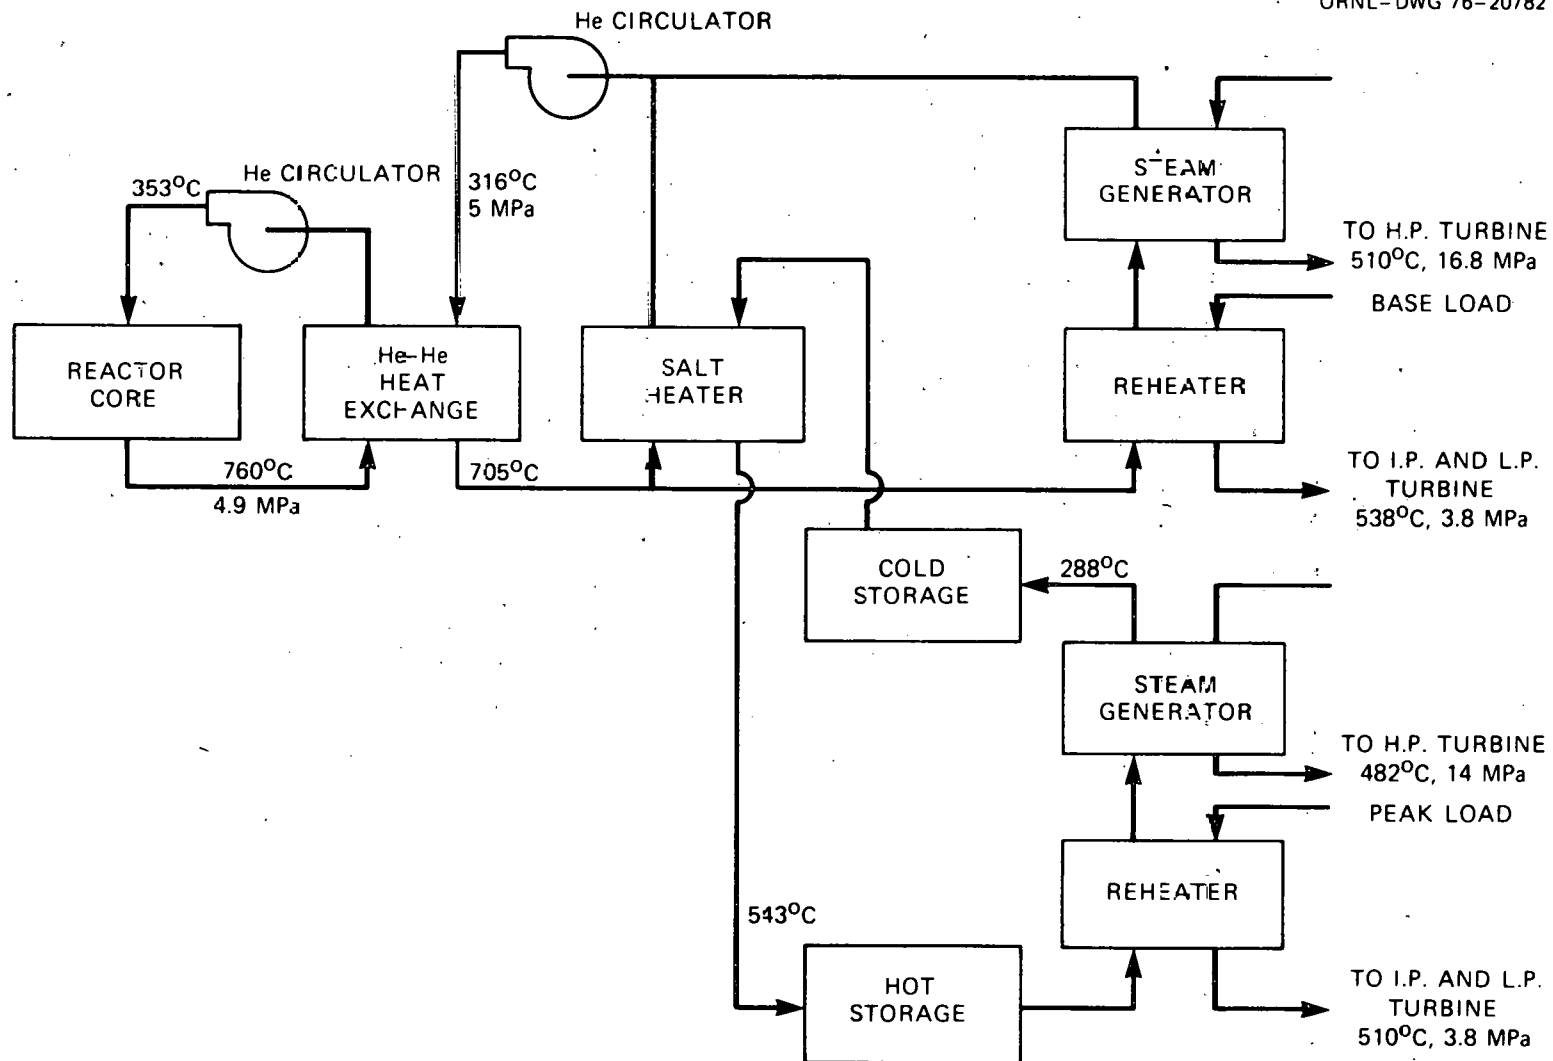 ORNL-DWG 76-20782
He CIRCULATOR
He CIRCULATOR
353°C
316°C
5 MPa
STEAM
GENERATOR
TO H.P. TURBINE
510°C, 16.8 MPa
BASE LOAD
REACTOR
CORE
He-He
HEAT
EXCHANGE
SALT
HEATER
REHEATER
760°C
4.9 MPa
705°C
TO I.P. AND L.P.
TURBINE
538°C, 3.8 MPa
COLD
STORAGE
288°C
STEAM
GENERATOR
TO H.P. TURBINE
482°C, 14 MPa
PEAK LOAD
REHEATER
543°C
HOT
STORAGE
TO I.P. AND L.P.
TURBINE
510°C, 3.8 MPa